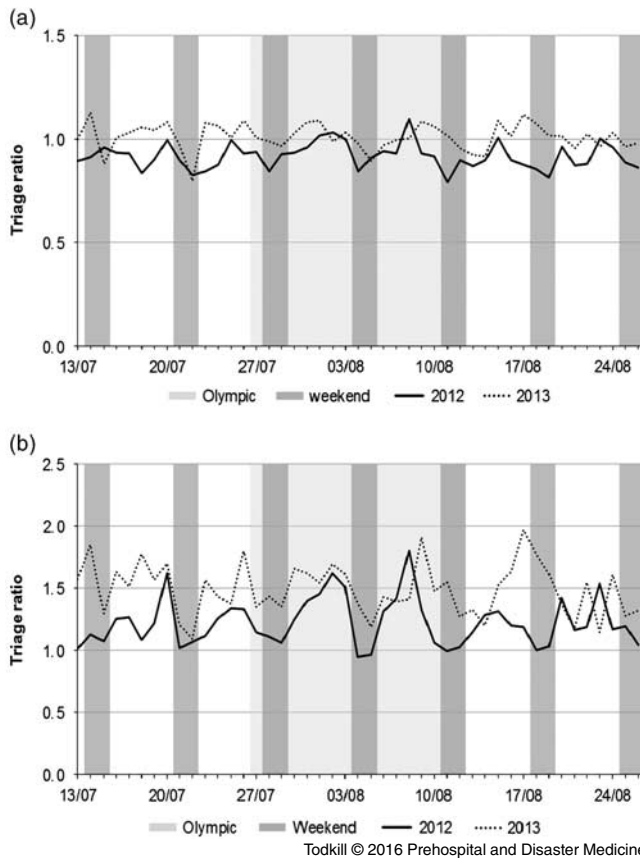 (a)
1.5
1.0
0.5
0.0
Triage ratio
13/07 20/07 27/07 03/08 10/08 17/08 24/08
Olympic weekend 2012 2013
(b)
2.5
2.0
1.5
1.0
0.5
0.0
Triage ratio
13/07 20/07 27/07 03/08 10/08 17/08 24/08
Olympic Weekend 2012 2013
Todkill © 2016 Prehospital and Disaster Medicine